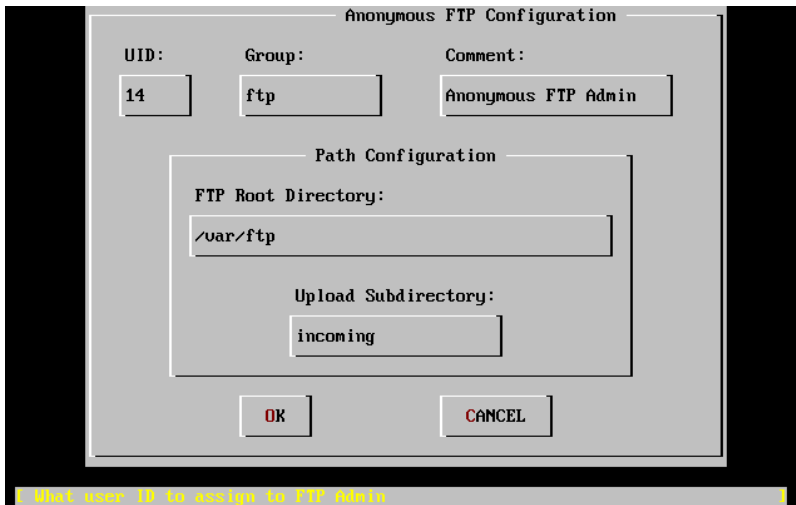 Anonymous FTP Configuration
UID: Group: Comment:
14 ftp Anonymous FTP Admin
Path Configuration
FTP Root Directory:
/var/ftp
Upload Subdirectory:
incoming
OK CANCEL
[ What user ID to assign to FTP Admin ]